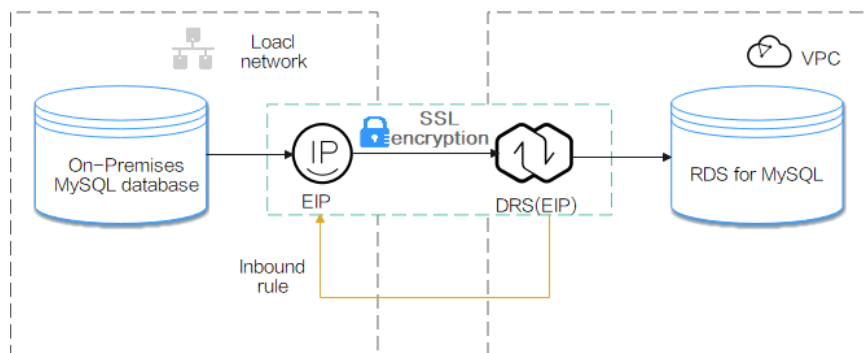 Loacl
network
VPC
SSL
encryption
On-Premises
MySQL database
IP
EIP
DRS(EIP)
RDS for MySQL
Inbound
rule